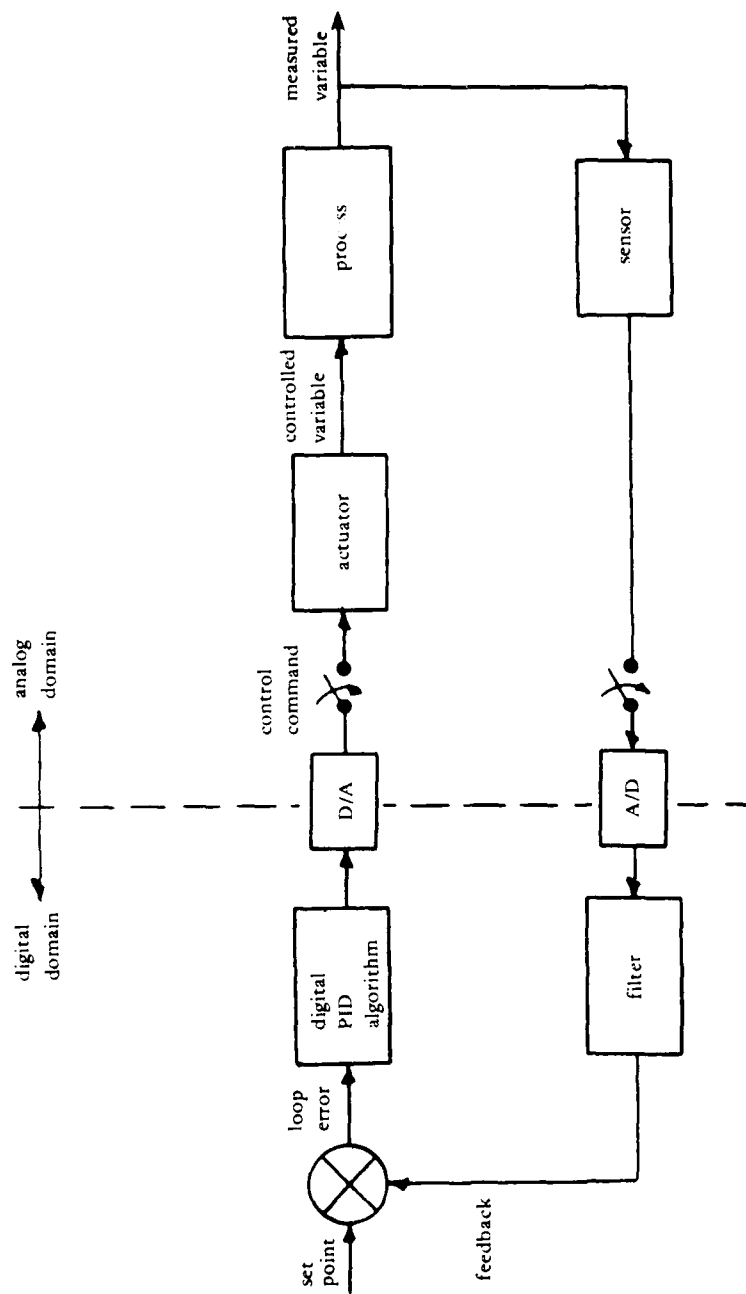 digital
domain
analog
domain
set
point
loop
error
digital
PID
algorithm
D/A
control
command
actuator
controlled
variable
process
measured
variable
feedback
filter
A/D
sensor